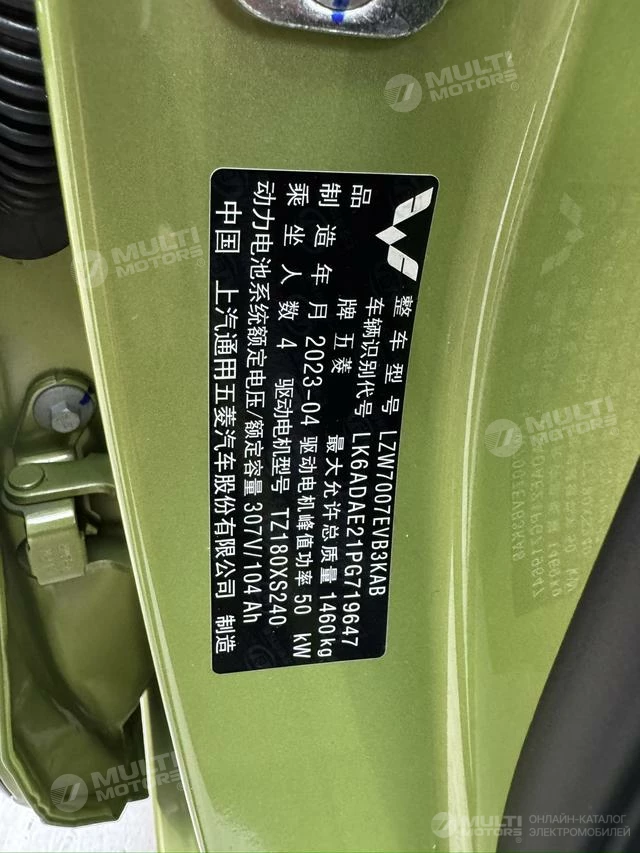 整车型号 LZW7007EVB3KAB
车辆识别代号 LK6ADAE21PG719647
品 牌 五菱 最大允许总质量 1460kg
制造年月 2023-04 驱动电机峰值功率 50 kW
乘坐人数 4 驱动电机型号 TZ180XS240
动力电池系统额定电压/额定容量 307V/104Ah
中国 上汽通用五菱汽车股份有限公司 制造
MULTI
MOTORS
MULTI
MOTORS
MULTI
MOTORS
MULTI
MOTORS
MULTI
MOTORS
MULTI
MOTORS
ОНЛАЙН-КАТАЛОГ
ЭЛЕКТРОМОБИЛЕЙ